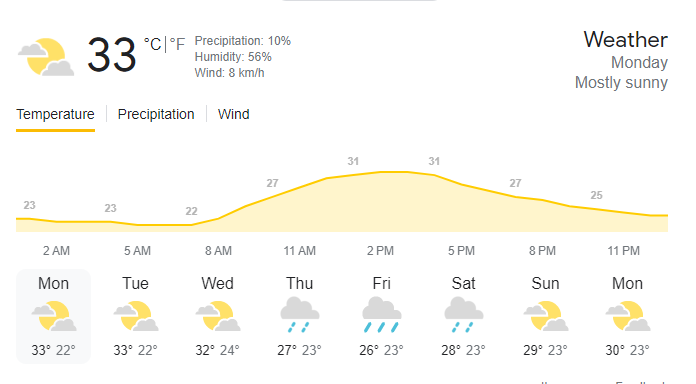 33 °C|°F
Precipitation: 10%
Humidity: 56%
Wind: 8 km/h
Weather
Monday
Mostly sunny
Temperature
Precipitation
Wind
23 23 22 27 31 31 27 25
2 AM 5 AM 8 AM 11 AM 2 PM 5 PM 8 PM 11 PM
Mon Tue Wed Thu Fri Sat Sun Mon
33° 22° 33° 22° 32° 24° 27° 23° 26° 23° 28° 23° 29° 23° 30° 23°